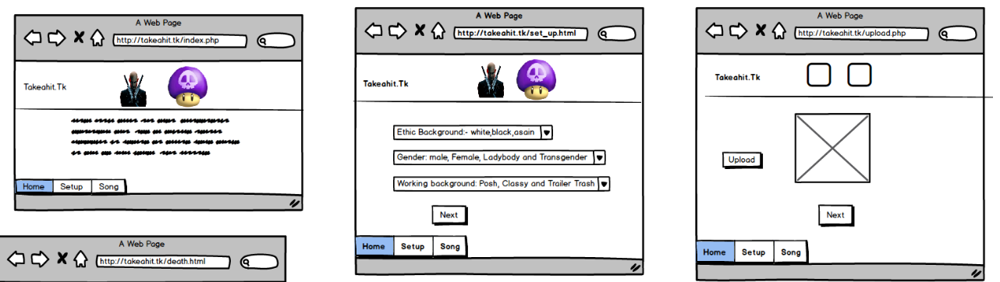 A Web Page
http://takeahit.tk/index.php
Takeahit.Tk
Home Setup Song
A Web Page
http://takeahit.tk/set_up.html
Takeahit.Tk
Ethic Background:- white,black,asain
Gender: male, Female, Ladybody and Transgender
Working background: Posh, Classy and Trailer Trash
Next
Home Setup Song
A Web Page
http://takeahit.tk/upload.php
Takeahit.Tk
Upload
Next
Home Setup Song
A Web Page
http://takeahit.tk/death.html